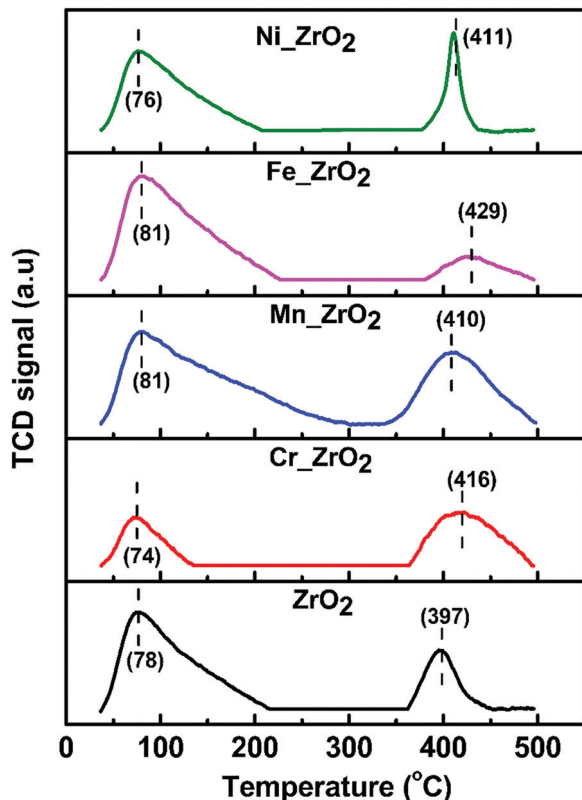 Ni_ZrO2
(411)
(76)
Fe_ZrO2
(429)
(81)
Mn_ZrO2
(410)
(81)
Cr_ZrO2
(416)
(74)
ZrO2
(397)
(78)
TCD signal (a.u)
0 100 200 300 400 500
Temperature (oC)